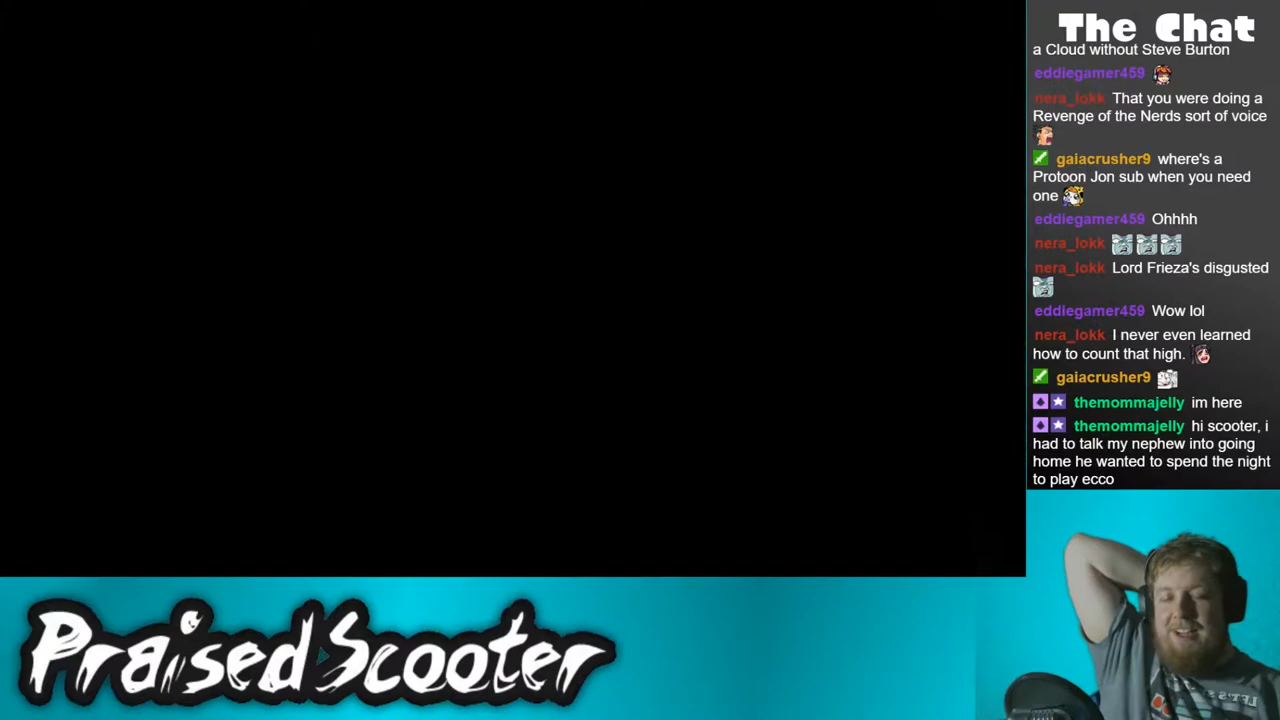 The Chat
a Cloud without Steve Burton
eddiegamer459
nera_lokk That you were doing a
Revenge of the Nerds sort of voice
gaiacrusher9 where's a
Protoon Jon sub when you need
one
eddiegamer459 Ohhhh
nera_lokk
nera_lokk Lord Frieza's disgusted
eddiegamer459 Wow lol
nera_lokk I never even learned
how to count that high.
gaiacrusher9
themommajelly im here
themommajelly hi scooter, i
had to talk my nephew into going
home he wanted to spend the night
to play ecco
PraisedScooter